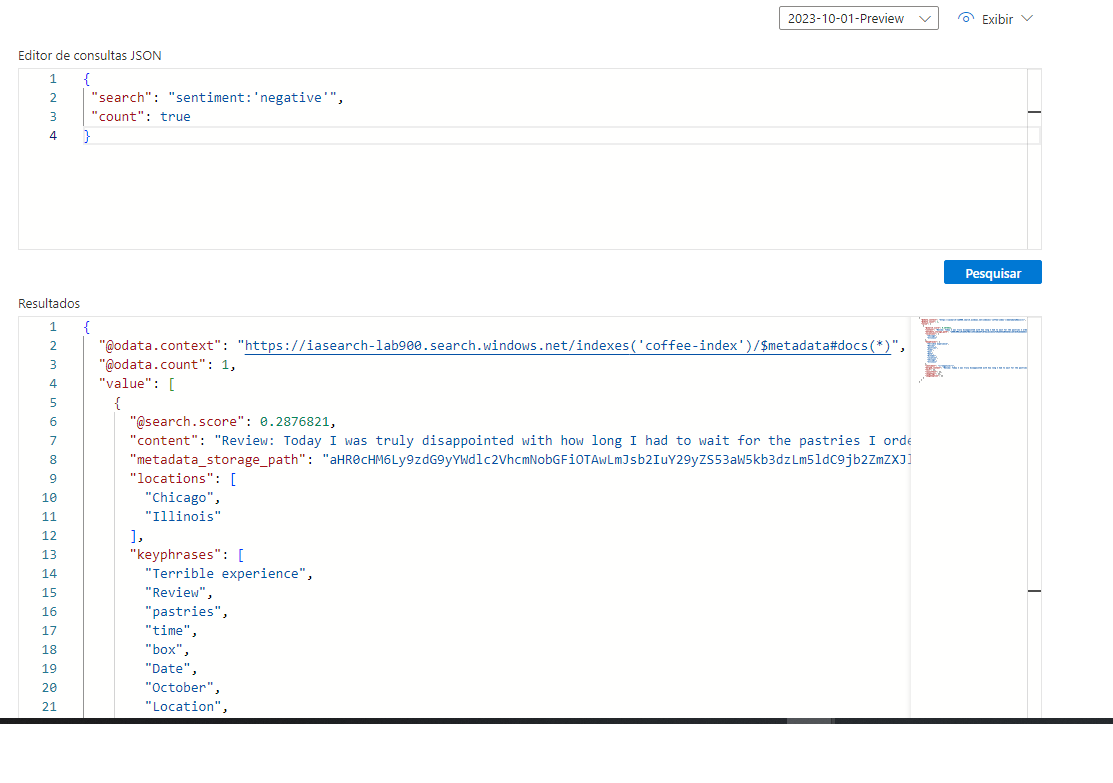 2023-10-01-Preview Exibir
Editor de consultas JSON
1 {
2 "search": "sentiment:'negative'",
3 "count": true
4 }
Pesquisar
Resultados
1 {
2 "@odata.context": "https://iasearch-lab900.search.windows.net/indexes('coffee-index')/$metadata#docs(*)",
3 "@odata.count": 1,
4 "value": [
5 {
6 "@search.score": 0.2876821,
7 "content": "Review: Today I was truly disappointed with how long I had to wait for the pastries I orde
8 "metadata_storage_path": "aHR0cHM6Ly9zdG9yYWdlc2VhcmNobGFiOTAwLmJsb2IuY29yZS53aW5kb3dzLm5ldC9jb2ZmZXJl
9 "locations": [
10 "Chicago",
11 "Illinois"
12 ],
13 "keyphrases": [
14 "Terrible experience",
15 "Review",
16 "pastries",
17 "time",
18 "box",
19 "Date",
20 "October",
21 "Location",